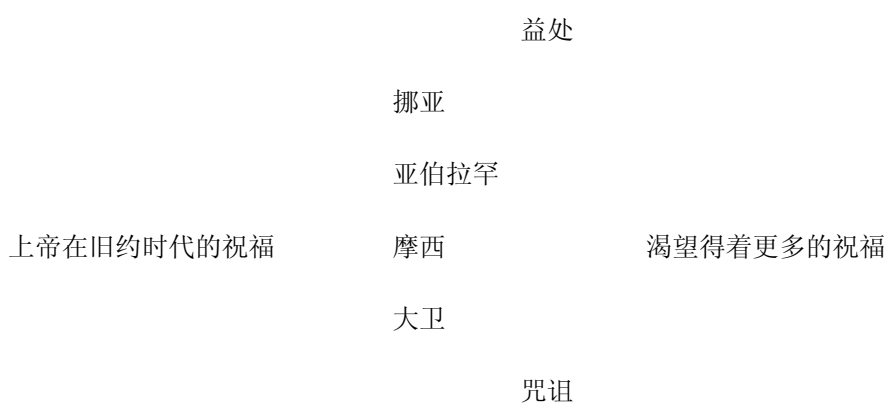 益处
挪亚
亚伯拉罕
上帝在旧约时代的祝福 摩西 渴望得着更多的祝福
大卫
咒诅